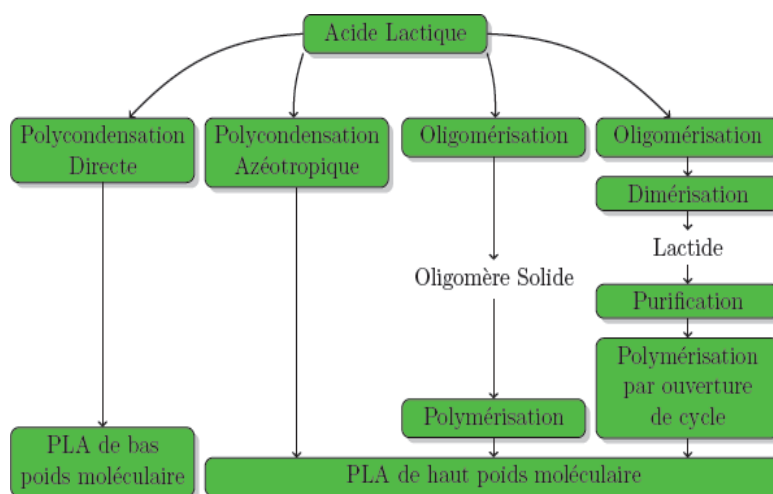 Acide Lactique
Polycondensation
Directe
Polycondensation
Azéotropique
Oligomérisation
Oligomérisation
Dimérisation
Lactide
Oligomère Solide
Purification
Polymérisation
par ouverture
de cycle
Polymérisation
PLA de bas
poids moléculaire
PLA de haut poids moléculaire